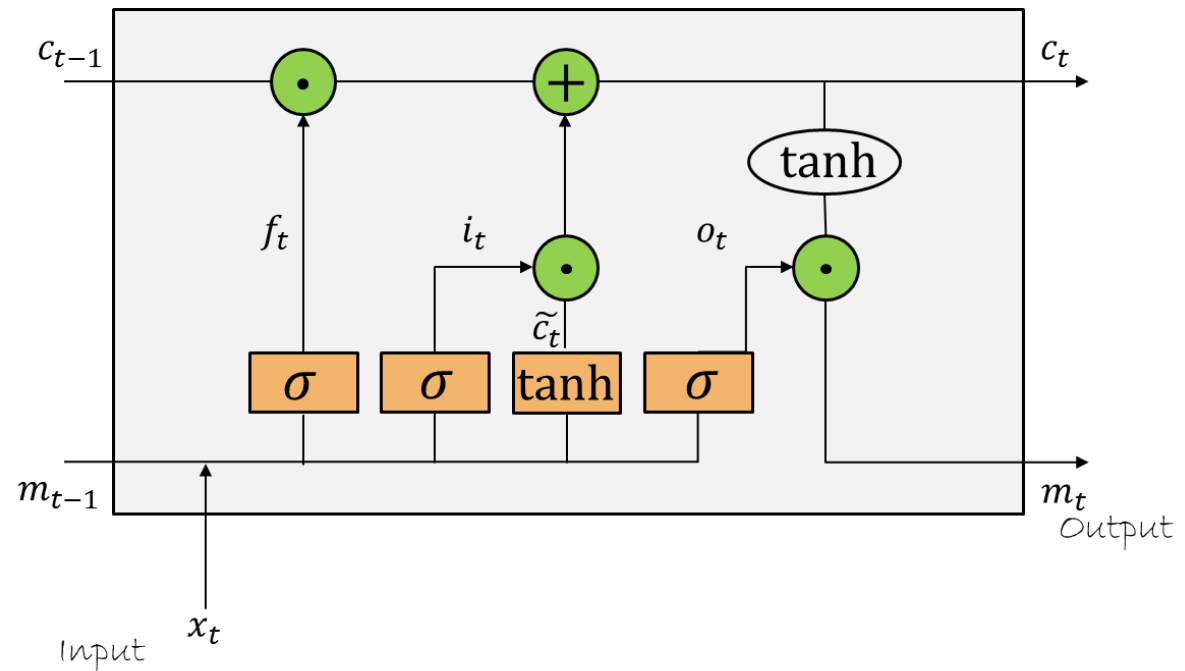 c_{t-1}
c_t
·
+
tanh
f_t
i_t
o_t
·
·
c̃_t
σ
σ
tanh
σ
m_{t-1}
m_t
Output
x_t
Input